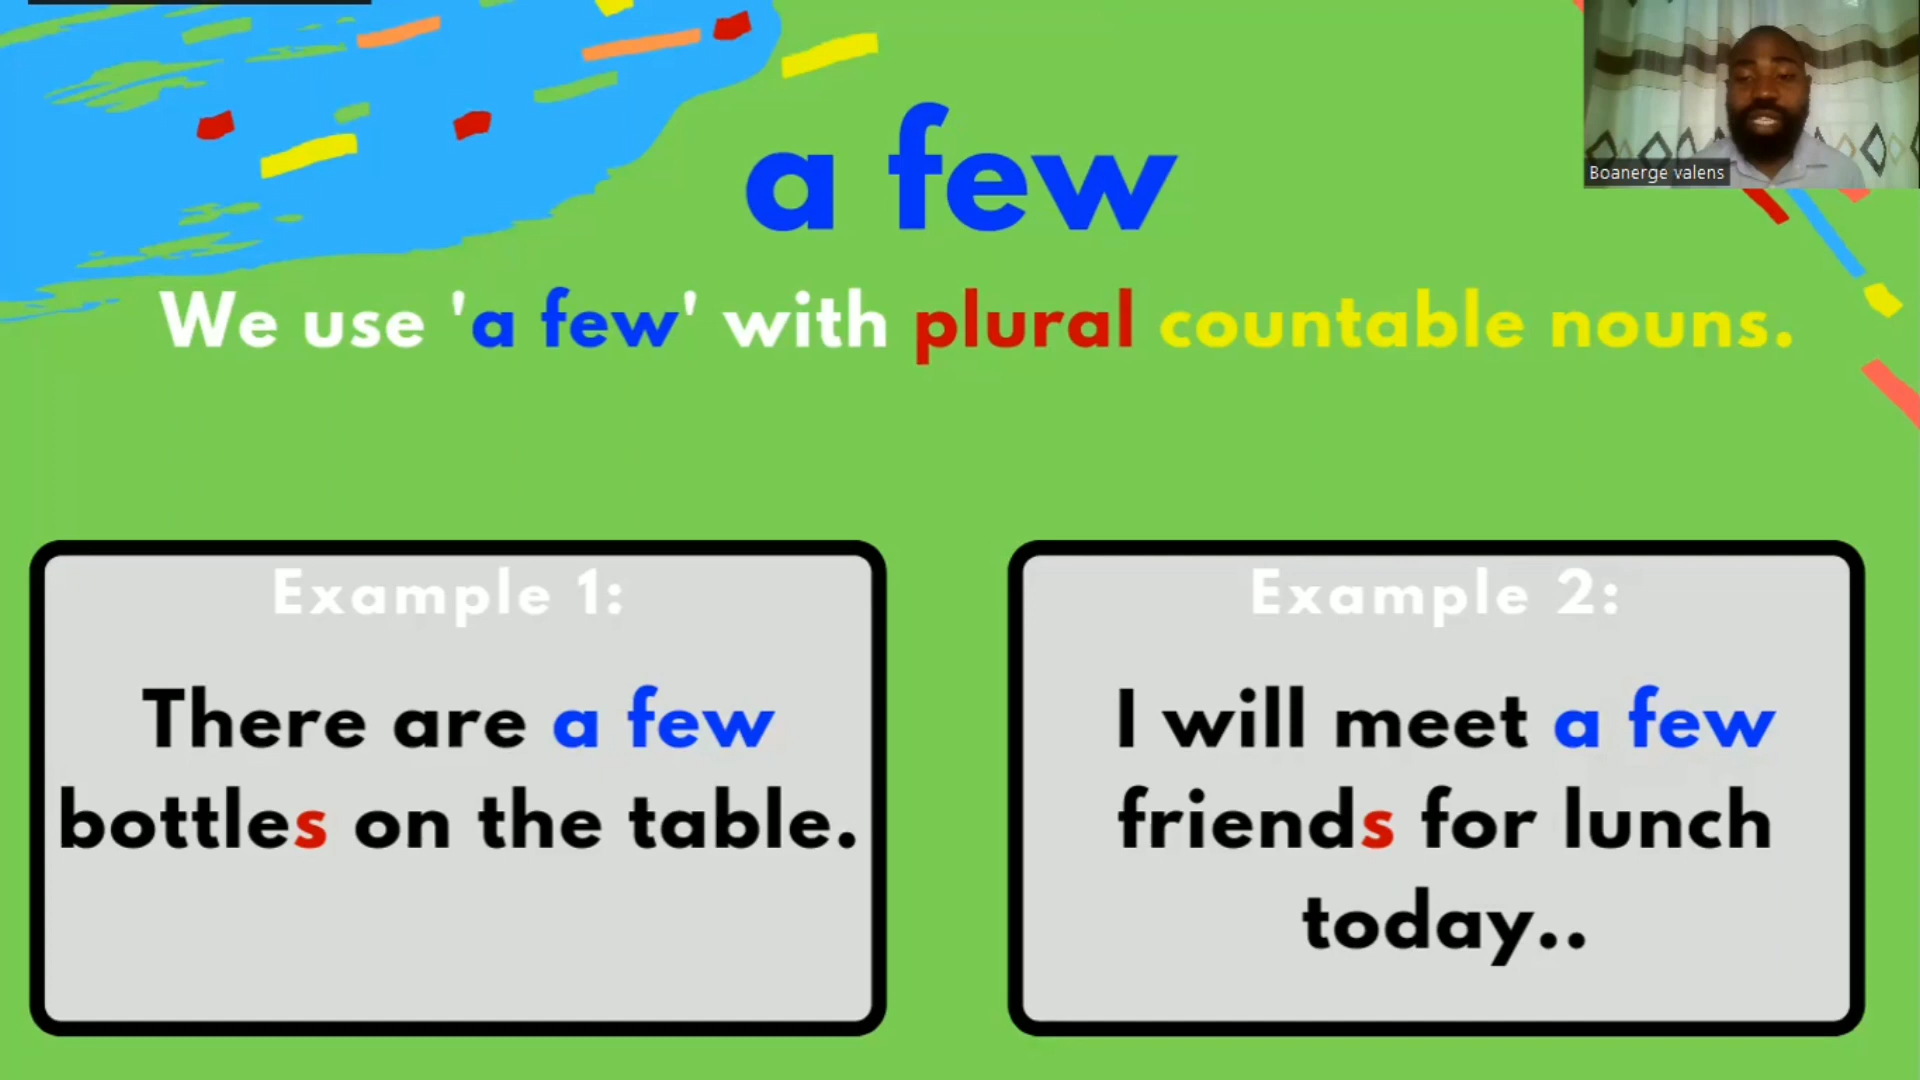 a few
We use 'a few' with plural countable nouns.
Example 1:
There are a few
bottles on the table.
Example 2:
I will meet a few
friends for lunch
today..
Boanerge valens